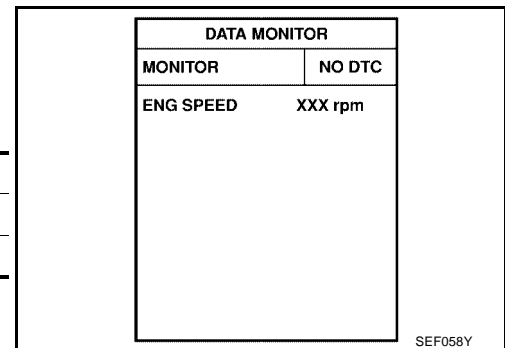 DATA MONITOR
MONITOR NO DTC
ENG SPEED XXX rpm
SEF058Y